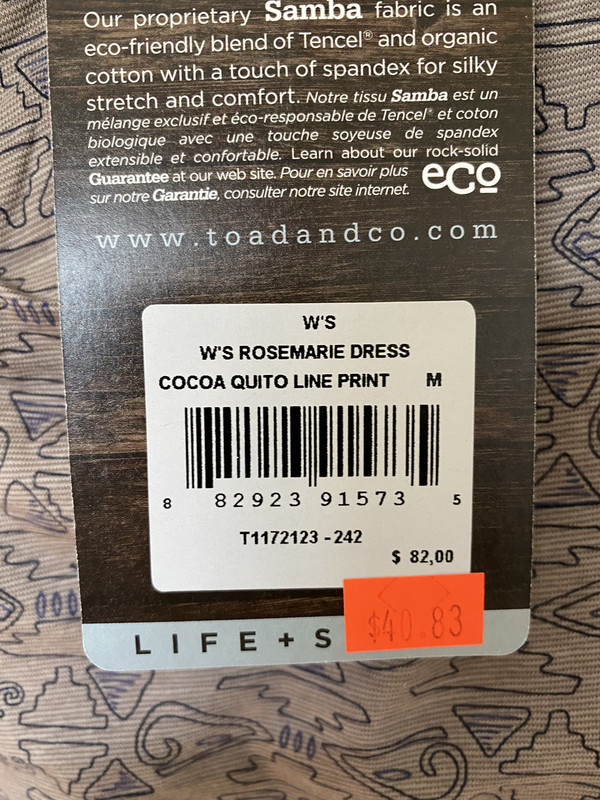 Our proprietary Samba fabric is an
eco-friendly blend of Tencel® and organic
cotton with a touch of spandex for silky
stretch and comfort. Notre tissu Samba est un
mélange exclusif et éco-responsable de Tencel® et coton
biologique avec une touche soyeuse de spandex
extensible et confortable. Learn about our rock-solid
Guarantee at our web site. Pour en savoir plus
sur notre Garantie, consulter notre site internet.
eco
www.toadandco.com
W'S
W'S ROSEMARIE DRESS
COCOA QUITO LINE PRINT M
8 82923 91573 5
T1172123 - 242
$ 82,00
$40.83
LIFE + S